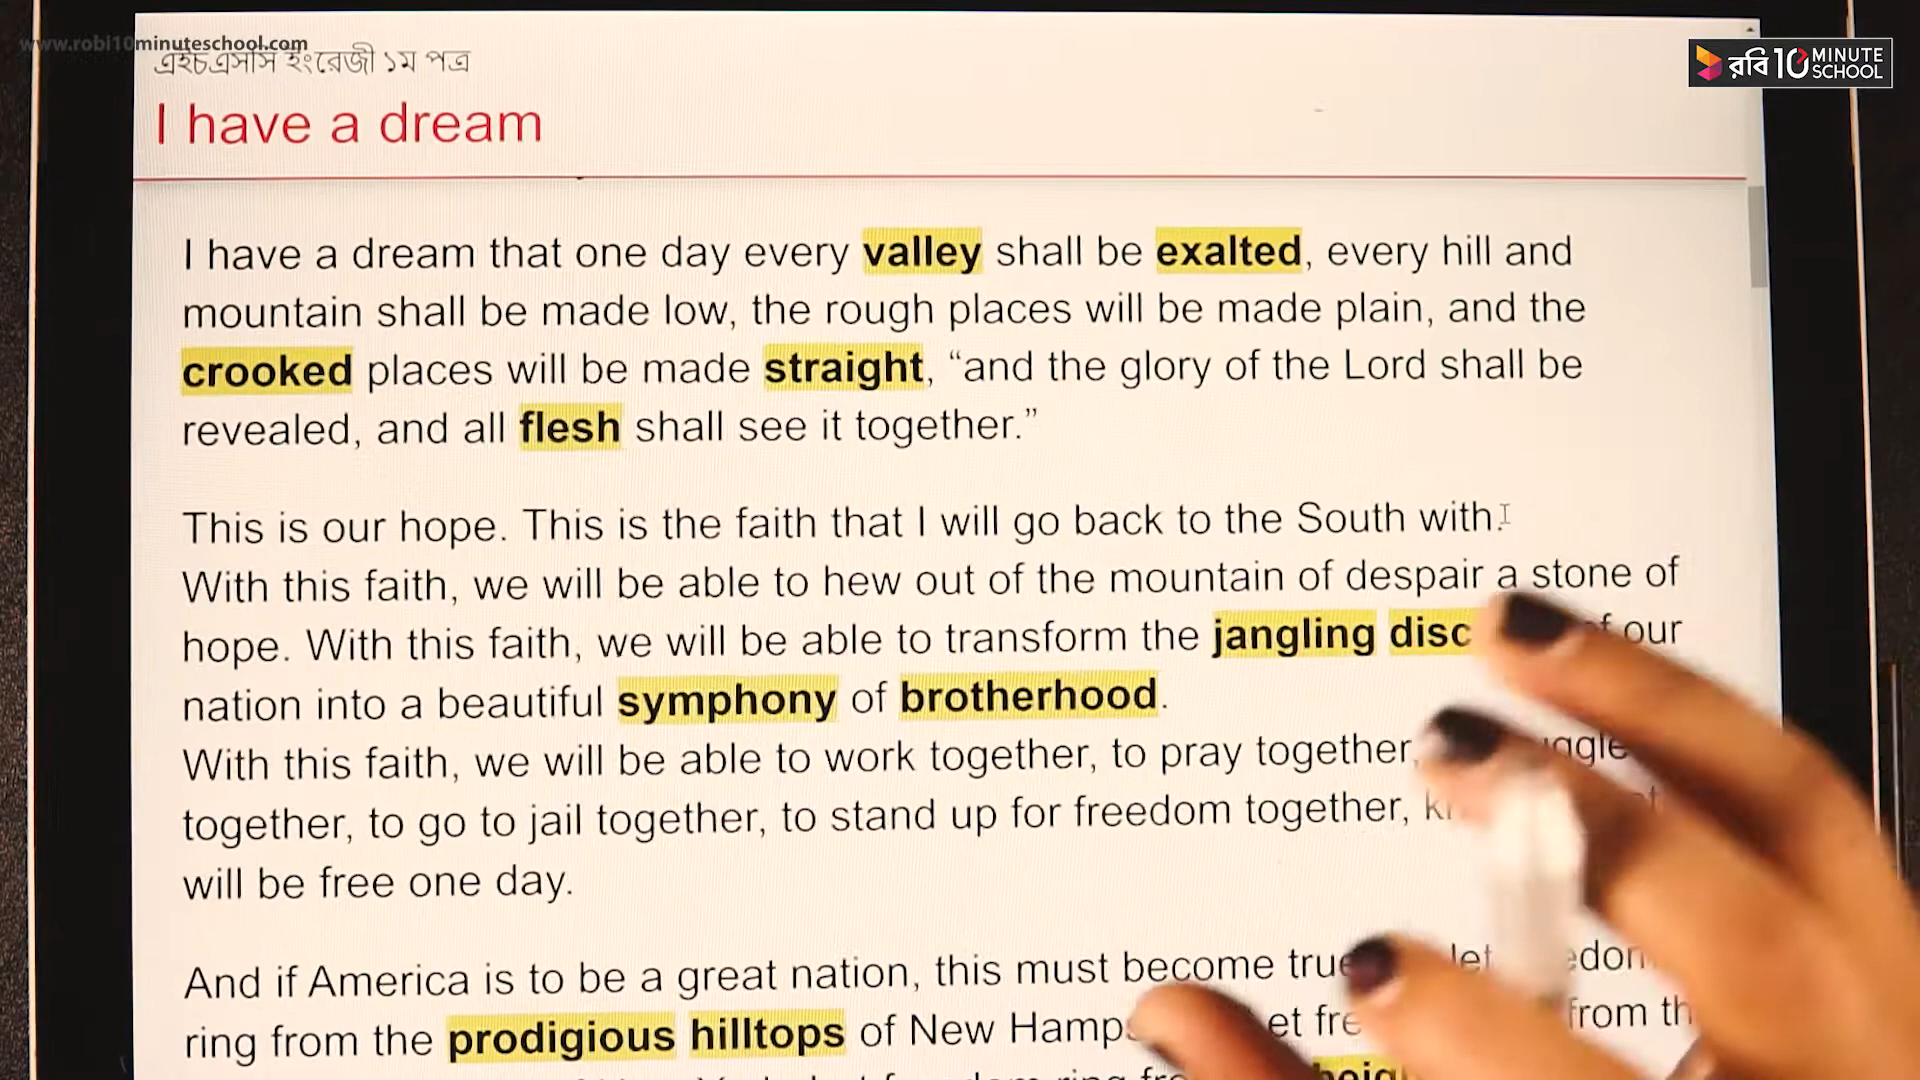 www.robi10minuteschool.com
এইচএসসি ইংরেজী ১ম পত্র
রবি 10 MINUTE SCHOOL
I have a dream
I have a dream that one day every valley shall be exalted, every hill and
mountain shall be made low, the rough places will be made plain, and the
crooked places will be made straight, “and the glory of the Lord shall be
revealed, and all flesh shall see it together.”
This is our hope. This is the faith that I will go back to the South with.
With this faith, we will be able to hew out of the mountain of despair a stone of
hope. With this faith, we will be able to transform the jangling disc of our
nation into a beautiful symphony of brotherhood.
With this faith, we will be able to work together, to pray together,
together, to go to jail together, to stand up for freedom together,
will be free one day.
And if America is to be a great nation, this must become true let
ring from the prodigious hilltops of New from